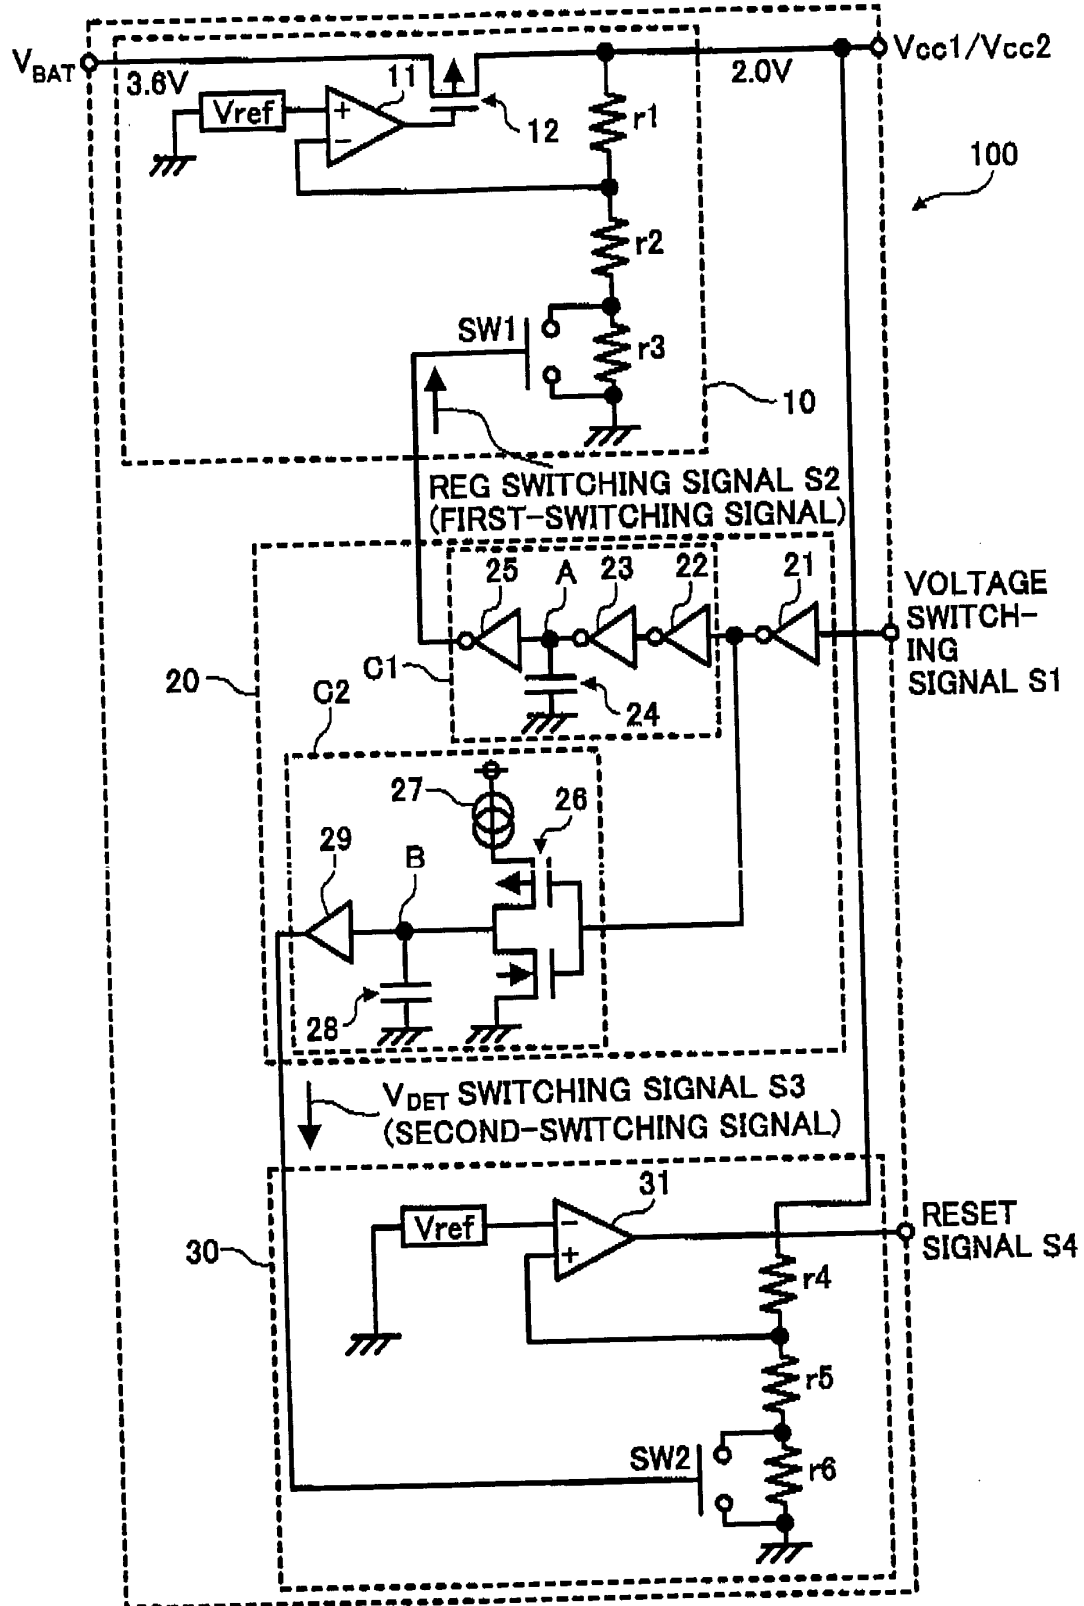 VBAT
3.6V
Vref
+
−
11
12
2.0V
Vcc1/Vcc2
r1
100
r2
SW1
r3
10
REG SWITCHING SIGNAL S2
(FIRST-SWITCHING SIGNAL)
25
A
23
22
21
VOLTAGE
SWITCH-
ING
SIGNAL S1
20
C1
24
C2
27
26
29
B
28
VDET SWITCHING SIGNAL S3
(SECOND-SWITCHING SIGNAL)
31
Vref
−
+
30
RESET
SIGNAL S4
r4
r5
SW2
r6